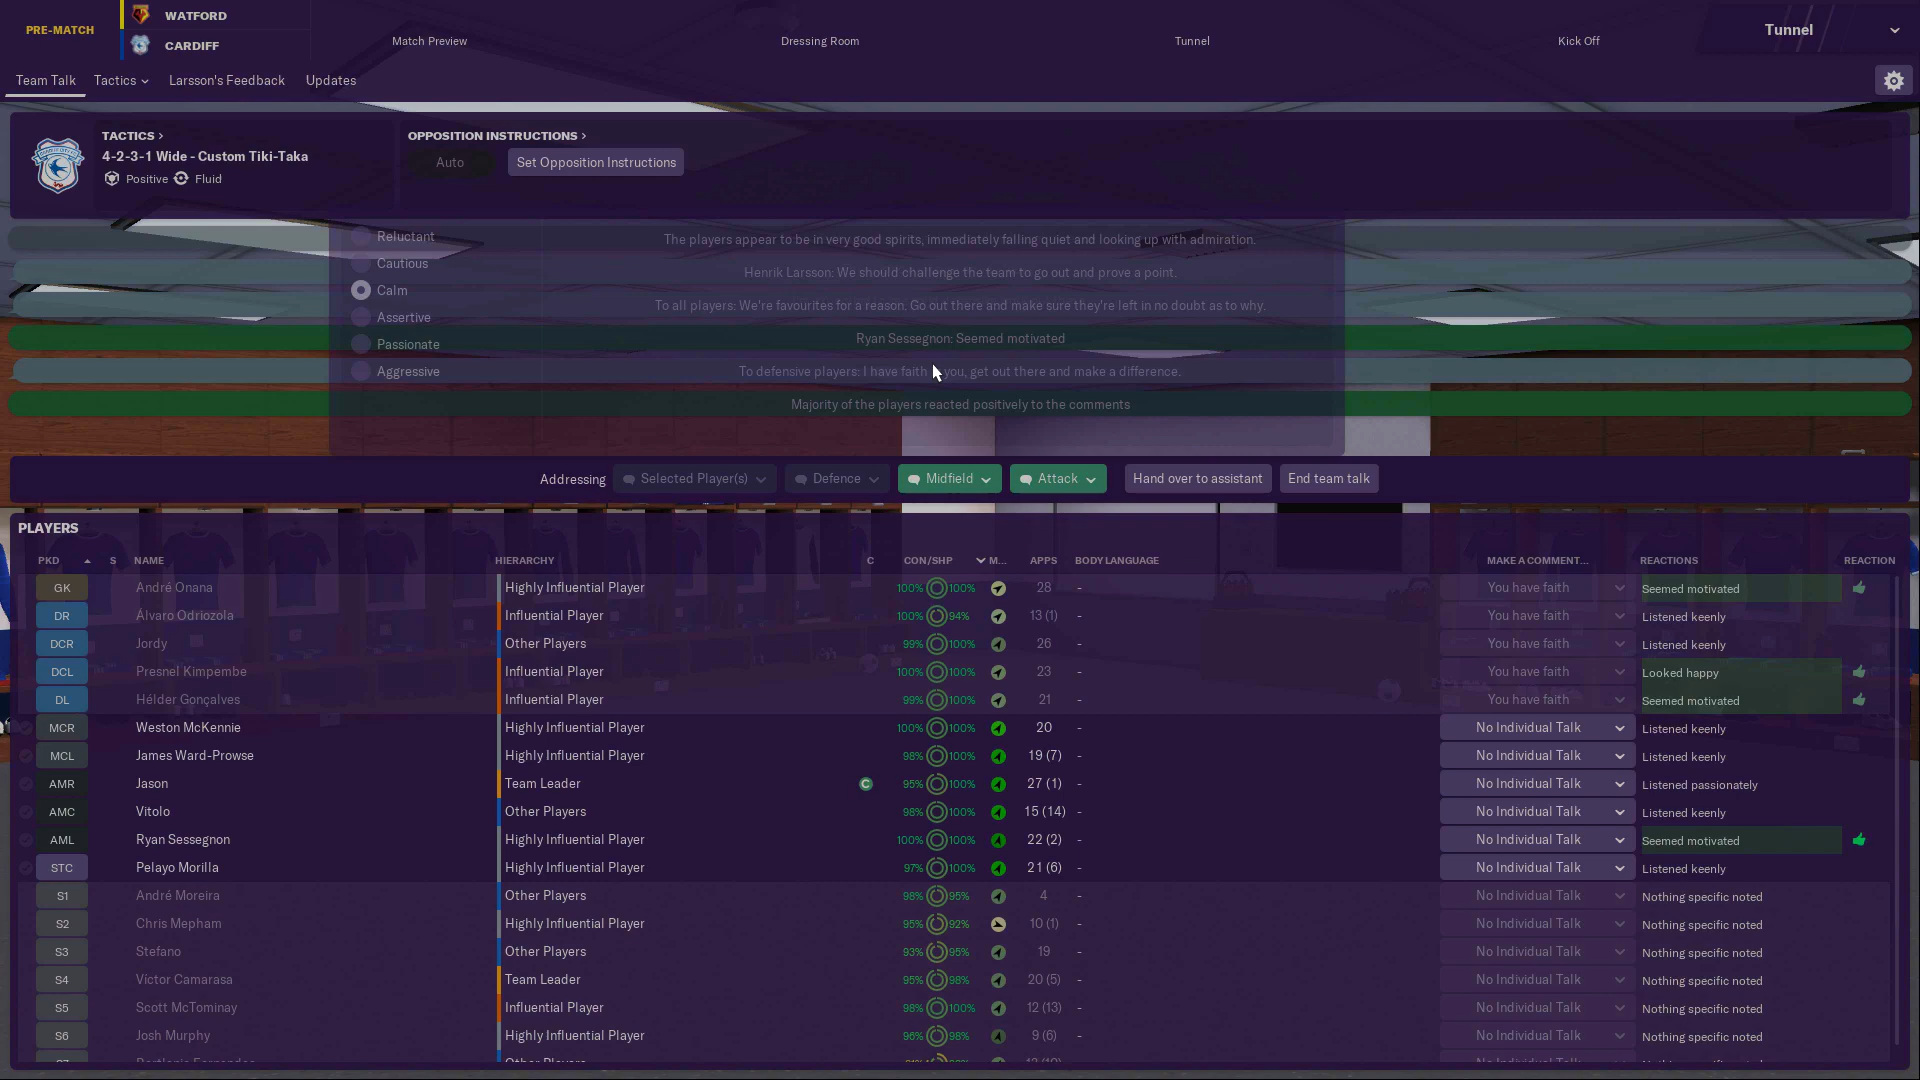 PRE-MATCH
WATFORD
CARDIFF
Match Preview
Dressing Room
Tunnel
Kick Off
Tunnel
Team Talk
Tactics
Larsson's Feedback
Updates
TACTICS >
4-2-3-1 Wide - Custom Tiki-Taka
Positive Fluid
OPPOSITION INSTRUCTIONS >
Auto
Set Opposition Instructions
Reluctant
Cautious
Calm
Assertive
Passionate
Aggressive
The players appear to be in very good spirits, immediately falling quiet and looking up with admiration.
Henrik Larsson: We should challenge the team to go out and prove a point.
To all players: We're favourites for a reason. Go out there and make sure they're left in no doubt as to why.
Ryan Sessegnon: Seemed motivated
To defensive players: I have faith you, get out there and make a difference.
Majority of the players reacted positively to the comments
Addressing Selected Player(s) Defence Midfield Attack Hand over to assistant End team talk
PLAYERS
PKD S NAME HIERARCHY C CON/SHP M... APPS BODY LANGUAGE MAKE A COMMENT... REACTIONS REACTION
GK André Onana Highly Influential Player 100% 100% 28 - You have faith Seemed motivated
DR Álvaro Odriozola Influential Player 100% 94% 13 (1) - You have faith Listened keenly
DCR Jordy Other Players 99% 100% 26 - You have faith Listened keenly
DCL Presnel Kimpembe Influential Player 100% 100% 23 - You have faith Looked happy
DL Hélder Gonçalves Influential Player 99% 100% 21 - You have faith Seemed motivated
MCR Weston McKennie Highly Influential Player 100% 100% 20 - No Individual Talk Listened keenly
MCL James Ward-Prowse Highly Influential Player 98% 100% 19 (7) - No Individual Talk Listened keenly
AMR Jason Team Leader C 95% 100% 27 (1) - No Individual Talk Listened passionately
AMC Vitolo Other Players 98% 100% 15 (14) - No Individual Talk Listened keenly
AML Ryan Sessegnon Highly Influential Player 100% 100% 22 (2) - No Individual Talk Seemed motivated
STC Pelayo Morilla Highly Influential Player 97% 100% 21 (6) - No Individual Talk Listened keenly
S1 André Moreira Other Players 98% 95% 4 - No Individual Talk Nothing specific noted
S2 Chris Mepham Highly Influential Player 95% 92% 10 (1) - No Individual Talk Nothing specific noted
S3 Stefano Other Players 93% 95% 19 - No Individual Talk Nothing specific noted
S4 Víctor Camarasa Team Leader 95% 98% 20 (5) - No Individual Talk Nothing specific noted
S5 Scott McTominay Influential Player 98% 100% 12 (13) - No Individual Talk Nothing specific noted
S6 Josh Murphy Highly Influential Player 96% 98% 9 (6) - No Individual Talk Nothing specific noted
Other Players No Individual Talk